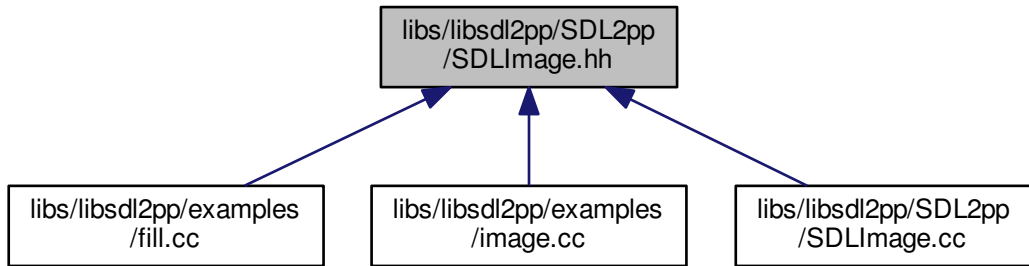 libs/libsdl2pp/SDL2pp
/SDLImage.hh
libs/libsdl2pp/examples
/fill.cc
libs/libsdl2pp/examples
/image.cc
libs/libsdl2pp/SDL2pp
/SDLImage.cc